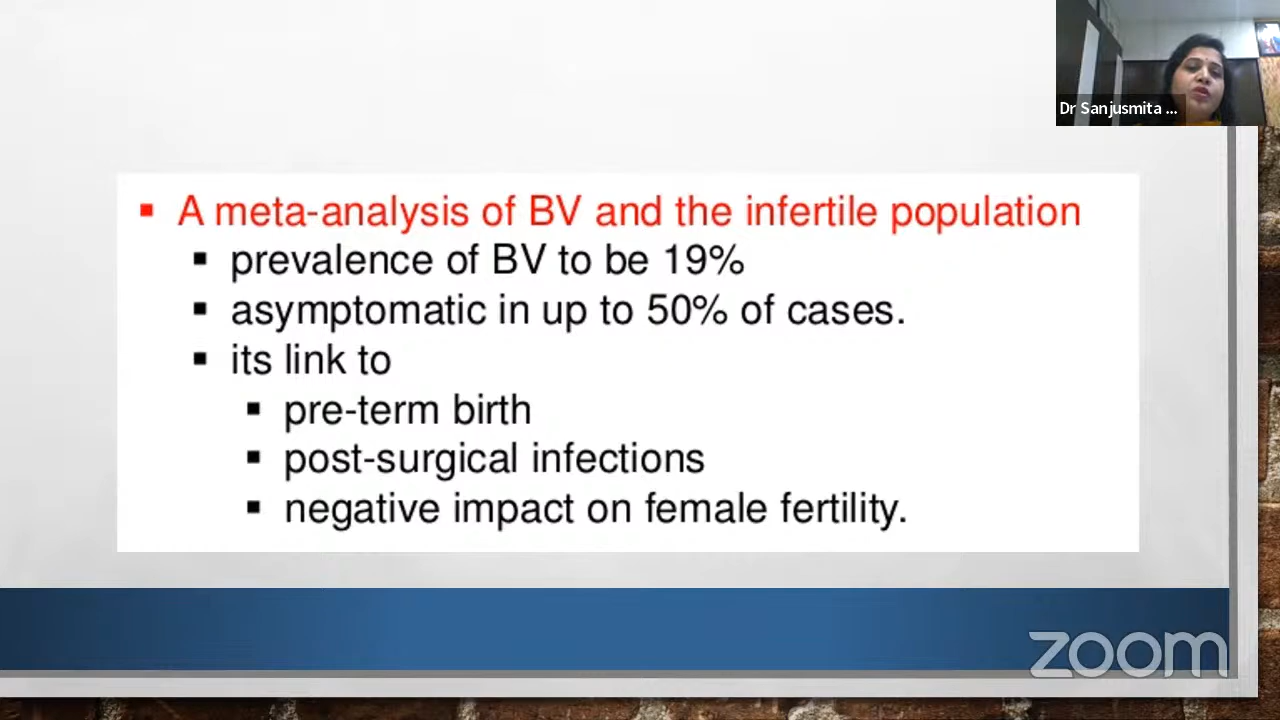 Dr Sanjusmita ...
▪ A meta-analysis of BV and the infertile population
▪ prevalence of BV to be 19%
▪ asymptomatic in up to 50% of cases.
▪ its link to
▪ pre-term birth
▪ post-surgical infections
▪ negative impact on female fertility.
zoom